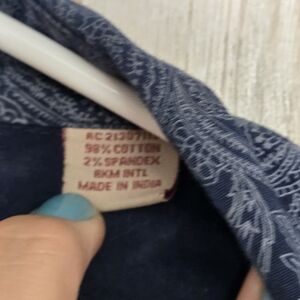 98% COTTON
2% SPANDEX
RKM INTL
MADE IN INDIA